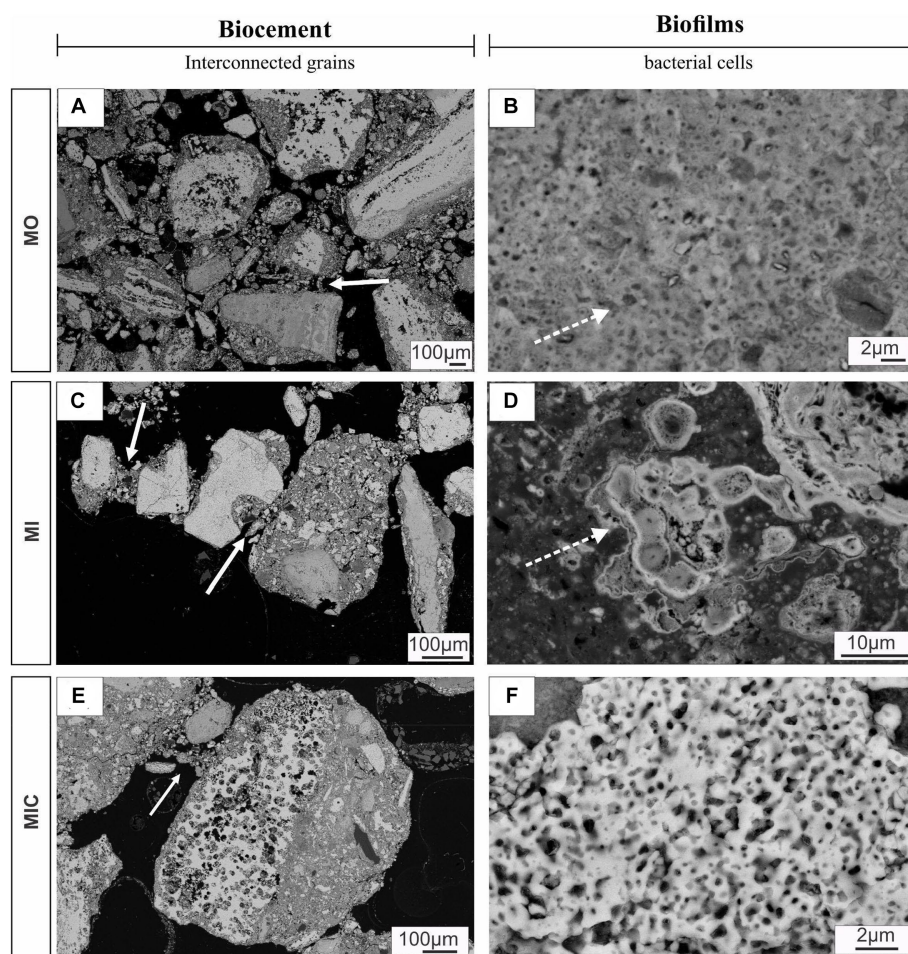 Biocement
Interconnected grains
Biofilms
bacterial cells
MO
A
100µm
B
2µm
MI
C
100µm
D
10µm
MIC
E
100µm
F
2µm